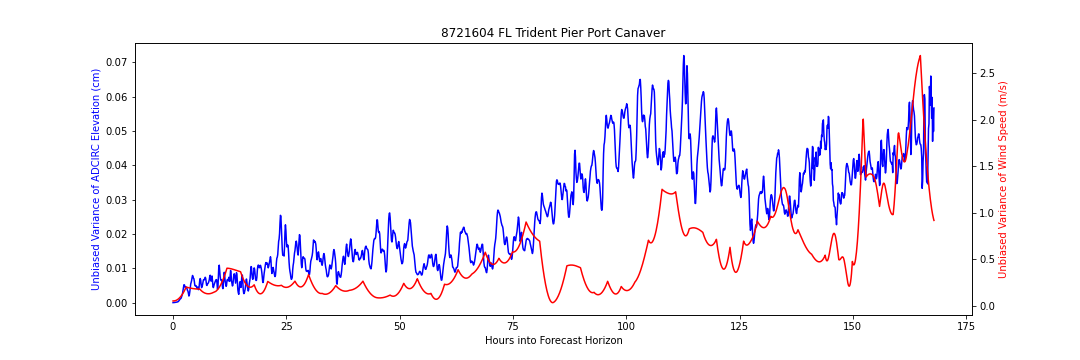 8721604 FL Trident Pier Port Canaver
Unbiased Variance of ADCIRC Elevation (cm)
0.07
0.06
0.05
0.04
0.03
0.02
0.01
0.00
2.5
2.0
1.5
1.0
0.5
0.0
Unbiased Variance of Wind Speed (m/s)
0 25 50 75 100 125 150 175
Hours into Forecast Horizon